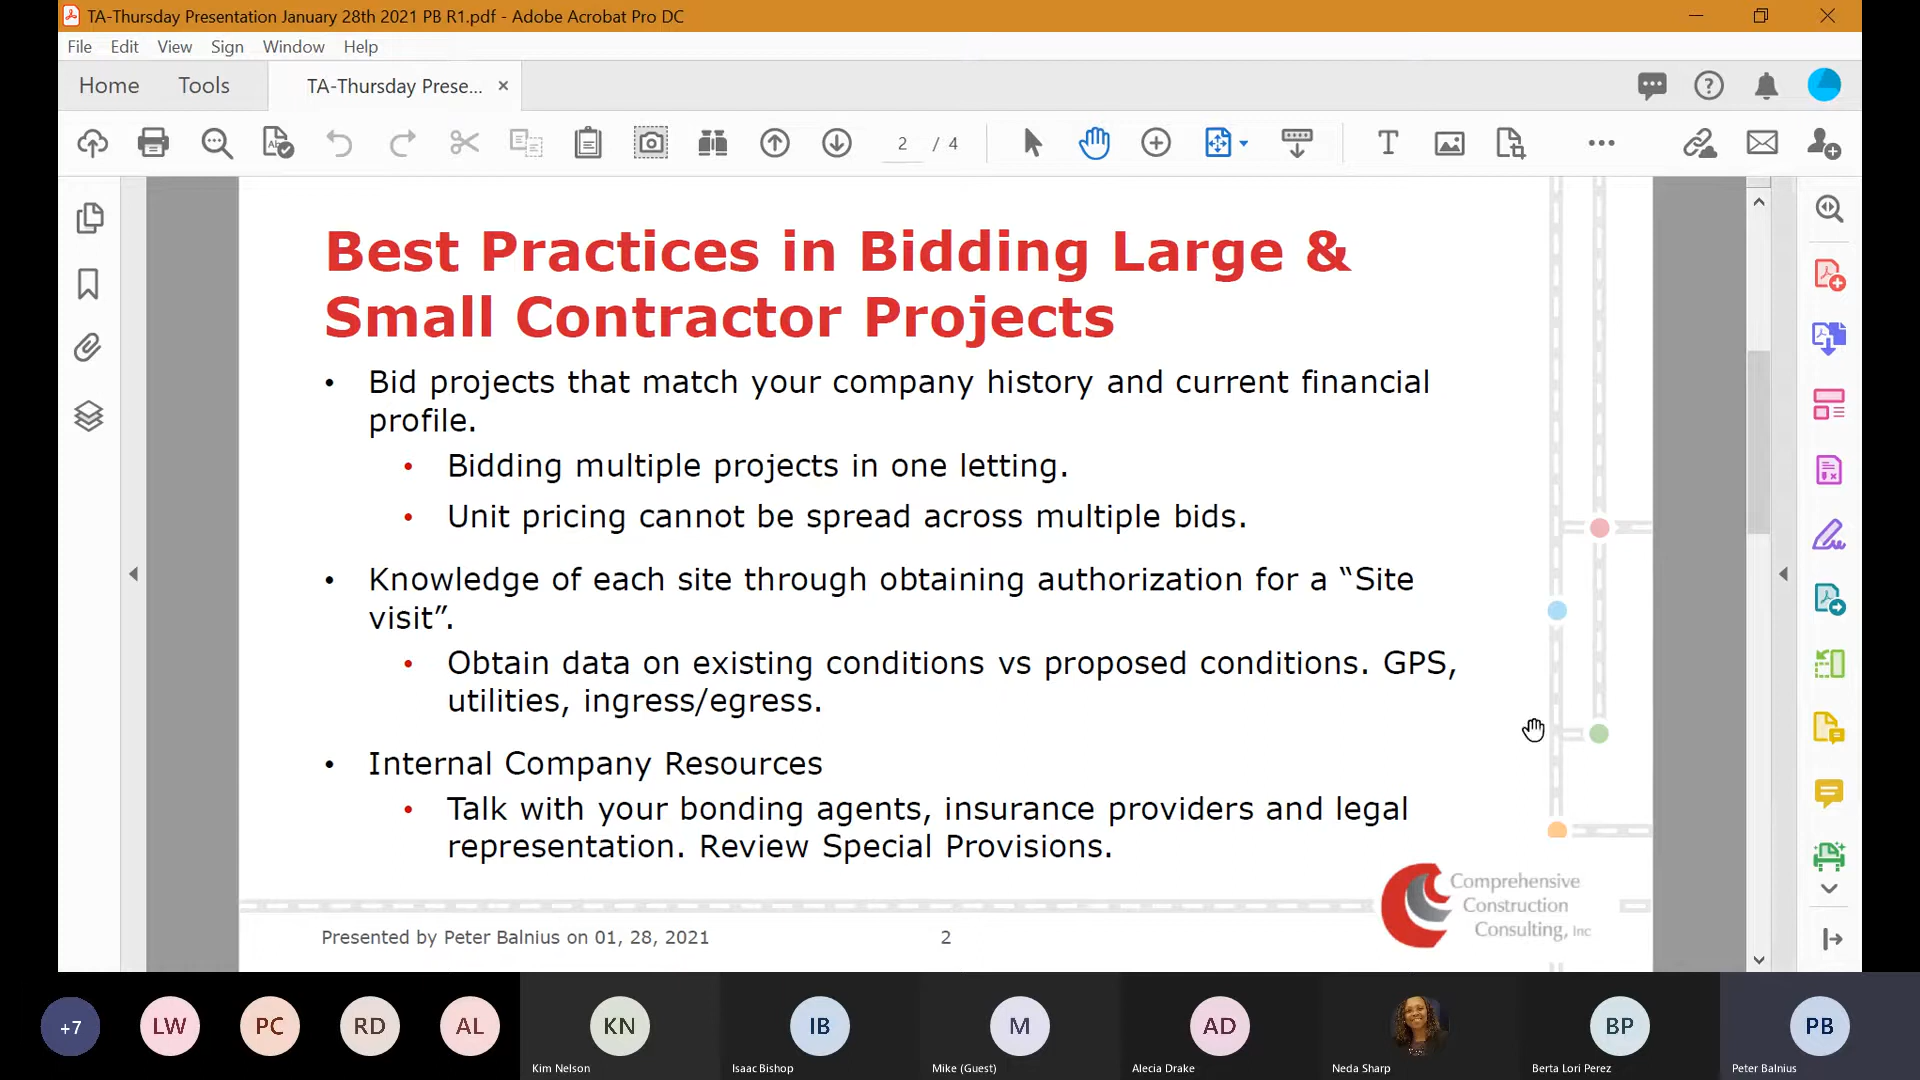 TA-Thursday Presentation January 28th 2021 PB R1.pdf - Adobe Acrobat Pro DC
File Edit View Sign Window Help
Home Tools TA-Thursday Prese... ×
2 / 4
Best Practices in Bidding Large &
Small Contractor Projects
• Bid projects that match your company history and current financial
profile.
• Bidding multiple projects in one letting.
• Unit pricing cannot be spread across multiple bids.
• Knowledge of each site through obtaining authorization for a “Site
visit”.
• Obtain data on existing conditions vs proposed conditions. GPS,
utilities, ingress/egress.
• Internal Company Resources
• Talk with your bonding agents, insurance providers and legal
representation. Review Special Provisions.
Comprehensive
Construction
Consulting, Inc
Presented by Peter Balnius on 01, 28, 2021 2
+7 LW PC RD AL KN IB M AD BP PB
Kim Nelson Isaac Bishop Mike (Guest) Alecia Drake Neda Sharp Berta Lori Perez Peter Balnius